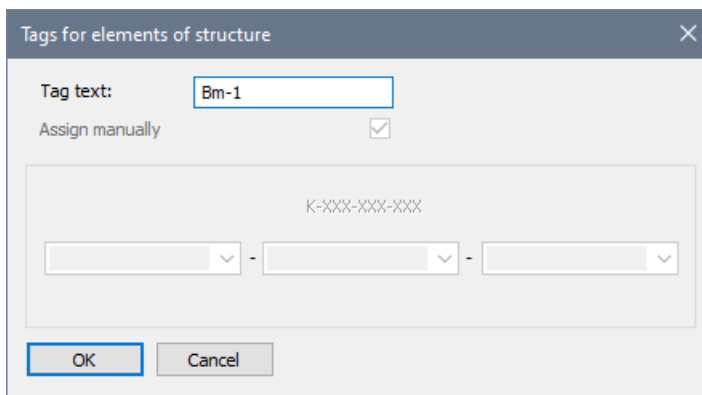 Tags for elements of structure
Tag text:
Bm-1
Assign manually
K-XXX-XXX-XXX
- -
OK
Cancel